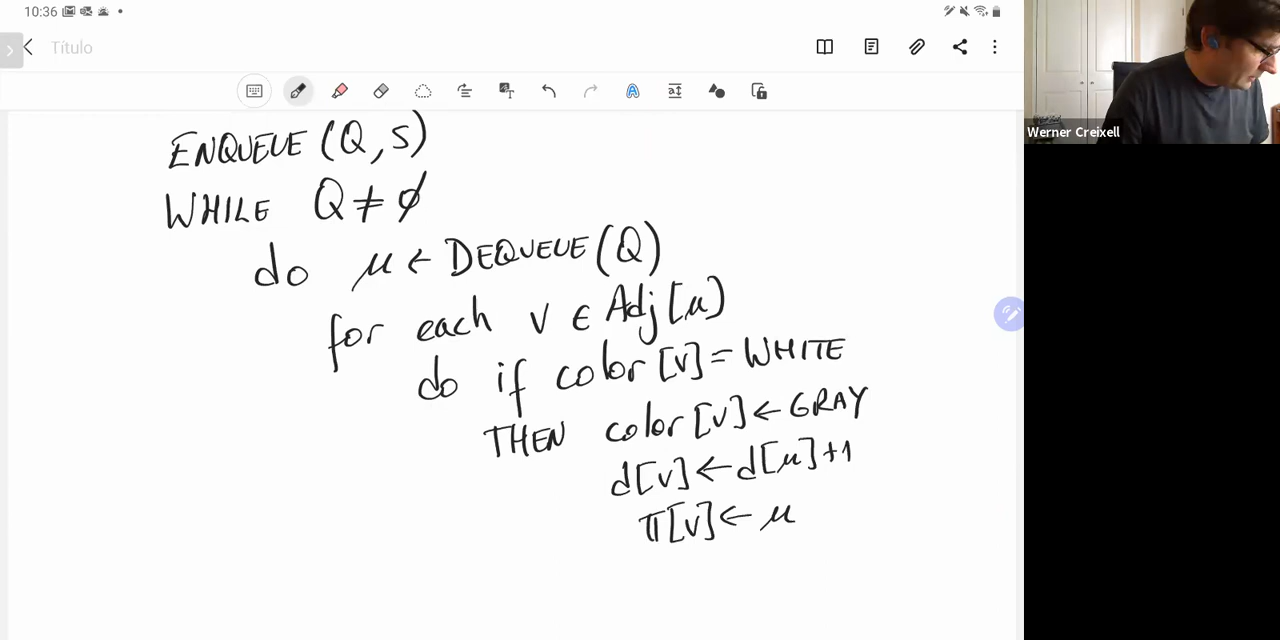 10:36
Título
Werner Creixell
ENQUEUE (Q, S)
WHILE Q ≠ ∅
do μ ← DEQUEUE (Q)
for each v ∈ Adj [μ]
do if color [v] = WHITE
THEN color [v] ← GRAY
d[v] ← d[μ] + 1
π[v] ← μ